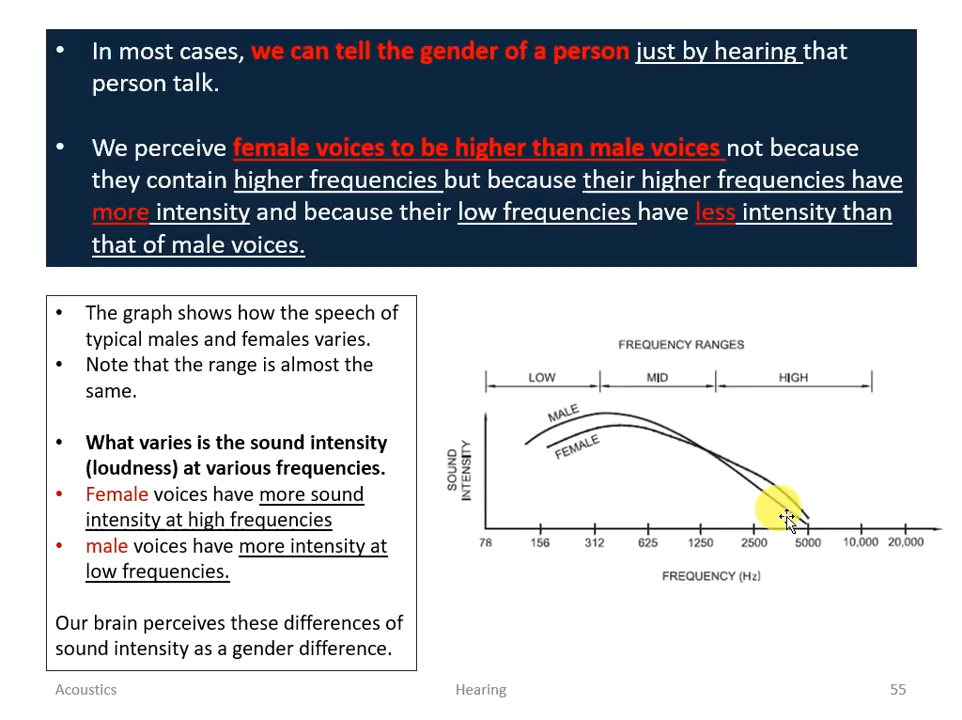 • In most cases, we can tell the gender of a person just by hearing that
person talk.
• We perceive female voices to be higher than male voices not because
they contain higher frequencies but because their higher frequencies have
more intensity and because their low frequencies have less intensity than
that of male voices.
• The graph shows how the speech of
typical males and females varies.
• Note that the range is almost the
same.
• What varies is the sound intensity
(loudness) at various frequencies.
• Female voices have more sound
intensity at high frequencies
• male voices have more intensity at
low frequencies.
Our brain perceives these differences of
sound intensity as a gender difference.
FREQUENCY RANGES
LOW MID HIGH
MALE
FEMALE
SOUND
INTENSITY
78 156 312 625 1250 2500 5000 10,000 20,000
FREQUENCY (Hz)
Acoustics Hearing 55